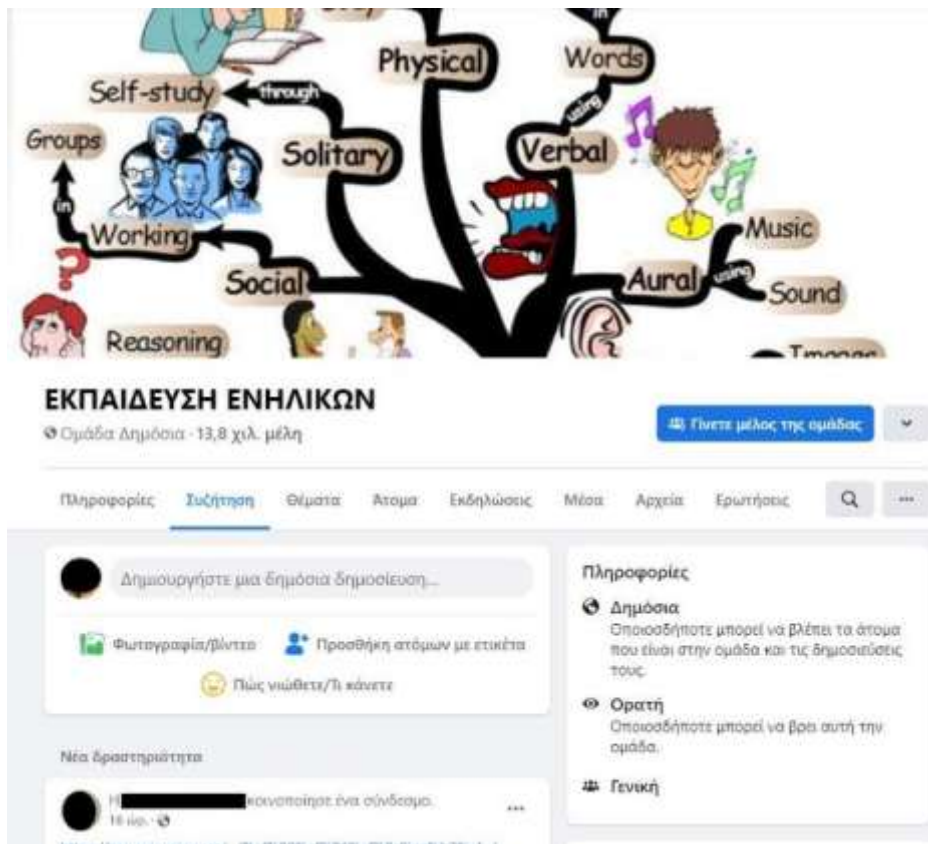 Physical
Words
in
Self-study
through
using
Groups
Solitary
Verbal
in
Working
Music
Social
Aural
using
Sound
Reasoning
Images
ΕΚΠΑΙΔΕΥΣΗ ΕΝΗΛΙΚΩΝ
Ομάδα Δημόσια · 13,8 χιλ. μέλη
Γίνετε μέλος της ομάδας
Πληροφορίες Συζήτηση Θέματα Άτομα Εκδηλώσεις Μέσα Αρχεία Ερωτήσεις
Δημιουργήστε μια δημόσια δημοσίευση...
Φωτογραφία/βίντεο Προσθήκη ατόμων με ετικέτα
Πώς νιώθετε/Τι κάνετε
Νέα δραστηριότητα
Η κοινοποίησε ένα σύνδεσμο.
16 ώρ.
Πληροφορίες
Δημόσια
Οποιοσδήποτε μπορεί να βλέπει τα άτομα
που είναι στην ομάδα και τις δημοσιεύσεις
τους.
Ορατή
Οποιοσδήποτε μπορεί να βρει αυτή την
ομάδα.
Γενική